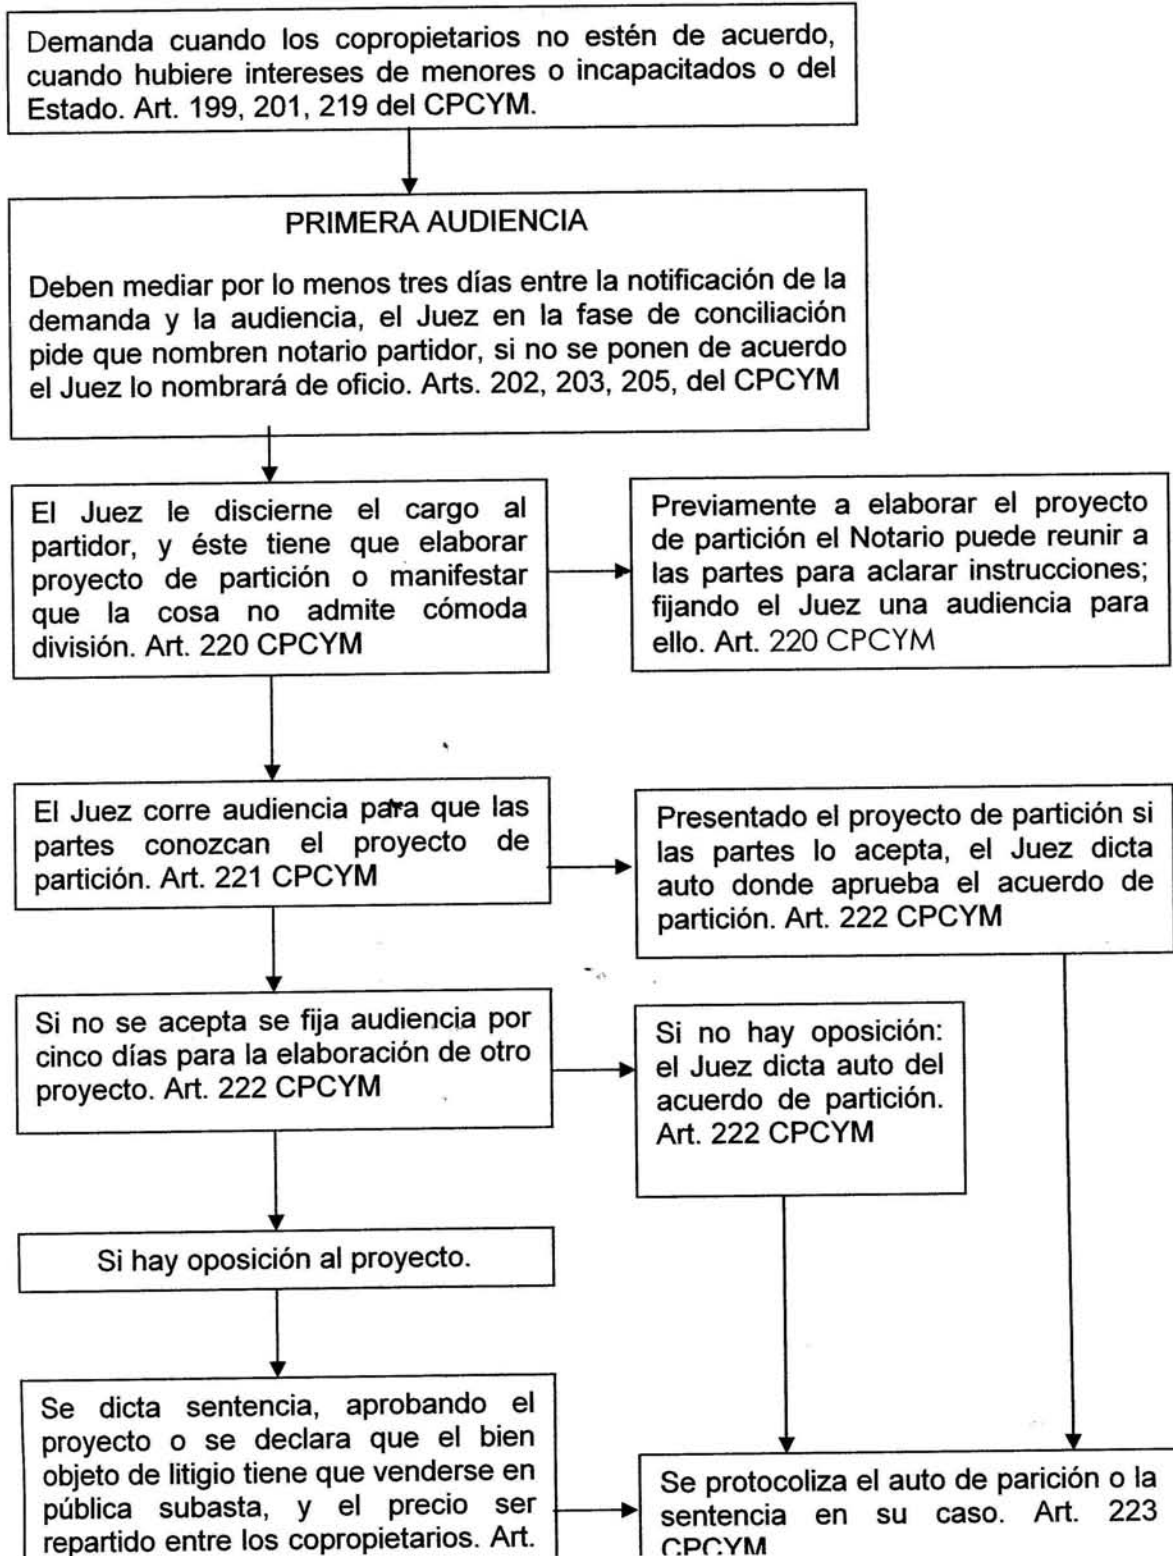 Demanda cuando los copropietarios no estén de acuerdo,
cuando hubiere intereses de menores o incapacitados o del
Estado. Art. 199, 201, 219 del CPCYM.
PRIMERA AUDIENCIA
Deben mediar por lo menos tres días entre la notificación de la
demanda y la audiencia, el Juez en la fase de conciliación
pide que nombren notario partidor, si no se ponen de acuerdo
el Juez lo nombrará de oficio. Arts. 202, 203, 205, del CPCYM
El Juez le discierne el cargo al
partidor, y éste tiene que elaborar
proyecto de partición o manifestar
que la cosa no admite cómoda
división. Art. 220 CPCYM
Previamente a elaborar el proyecto
de partición el Notario puede reunir a
las partes para aclarar instrucciones;
fijando el Juez una audiencia para
ello. Art. 220 CPCYM
El Juez corre audiencia para que las
partes conozcan el proyecto de
partición. Art. 221 CPCYM
Presentado el proyecto de partición si
las partes lo acepta, el Juez dicta
auto donde aprueba el acuerdo de
partición. Art. 222 CPCYM
Si no se acepta se fija audiencia por
cinco días para la elaboración de otro
proyecto. Art. 222 CPCYM
Si no hay oposición:
el Juez dicta auto del
acuerdo de partición.
Art. 222 CPCYM
Si hay oposición al proyecto.
Se dicta sentencia, aprobando el
proyecto o se declara que el bien
objeto de litigio tiene que venderse en
pública subasta, y el precio ser
repartido entre los copropietarios. Art.
Se protocoliza el auto de parición o la
sentencia en su caso. Art. 223
CPCYM